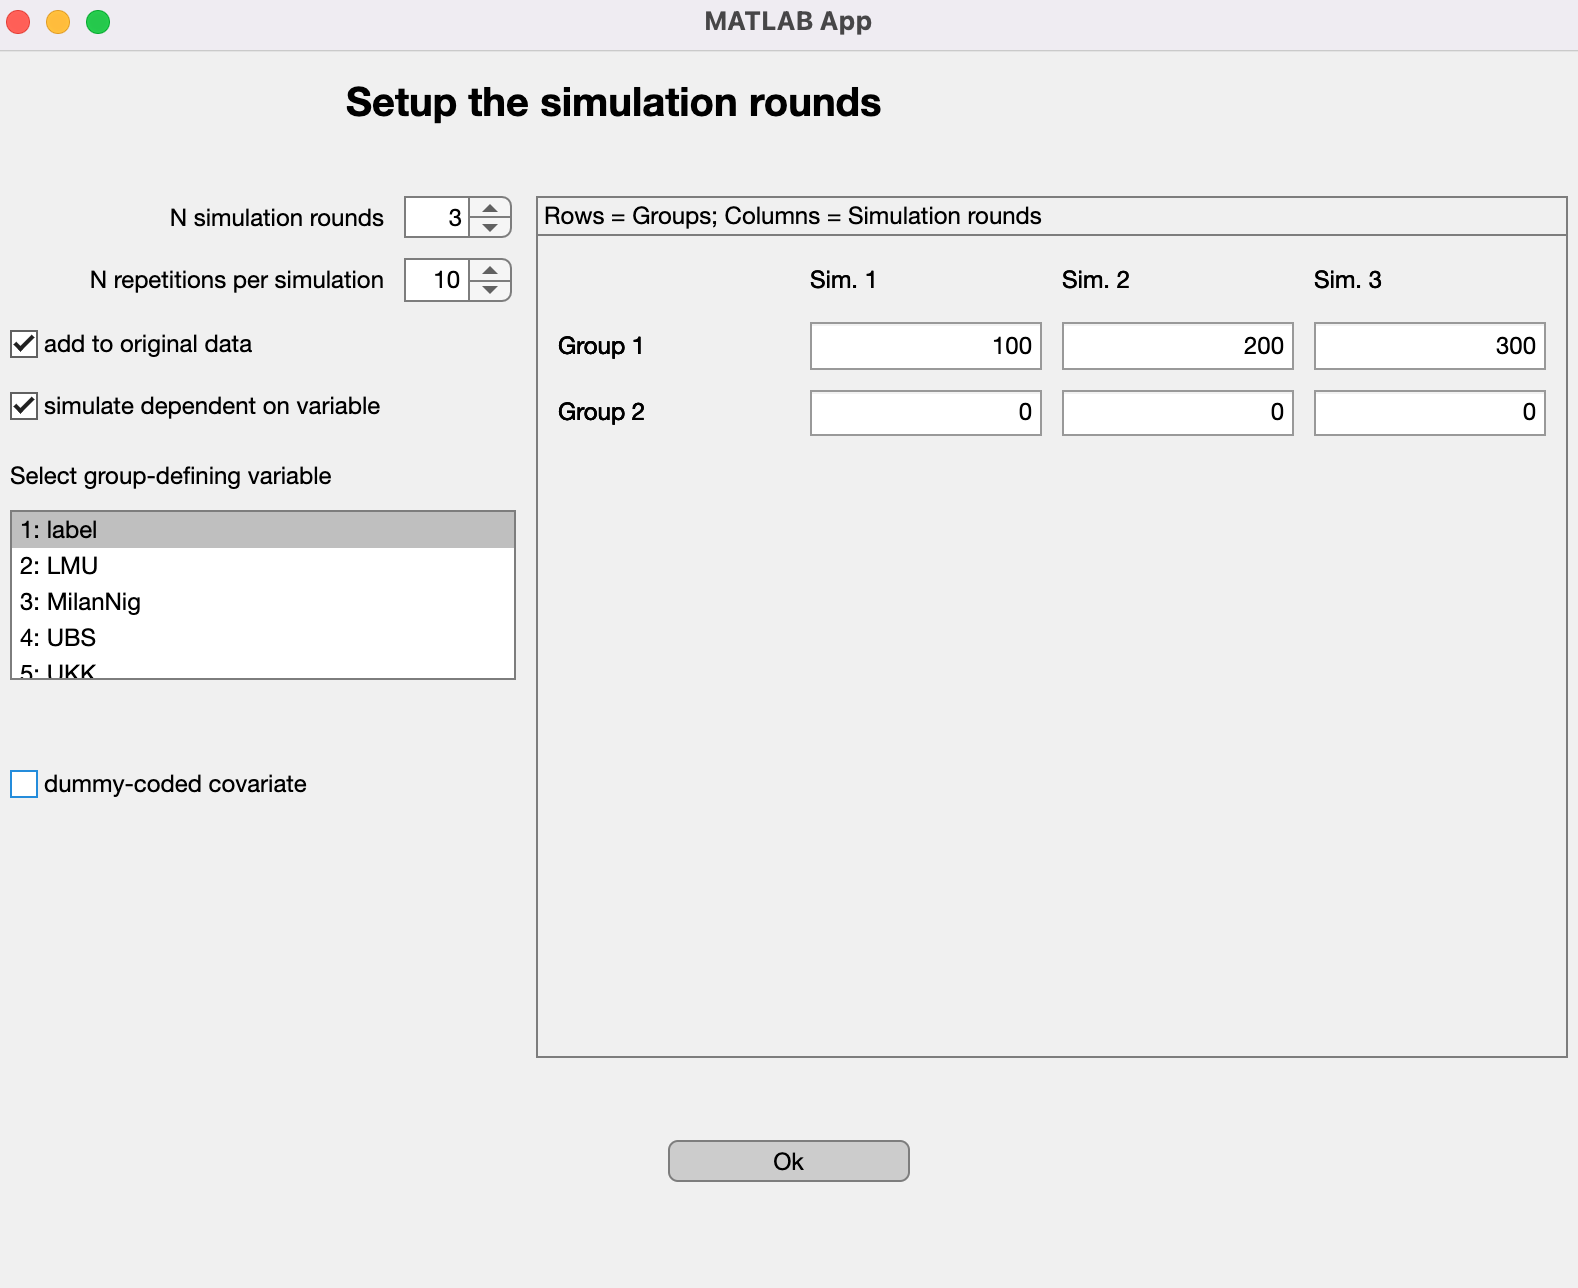 MATLAB App
Setup the simulation rounds
N simulation rounds 3
N repetitions per simulation 10
add to original data
simulate dependent on variable
Select group-defining variable
1: label
2: LMU
3: MilanNig
4: UBS
5: UKK
dummy-coded covariate
Rows = Groups; Columns = Simulation rounds
Sim. 1 Sim. 2 Sim. 3
Group 1 100 200 300
Group 2 0 0 0
Ok